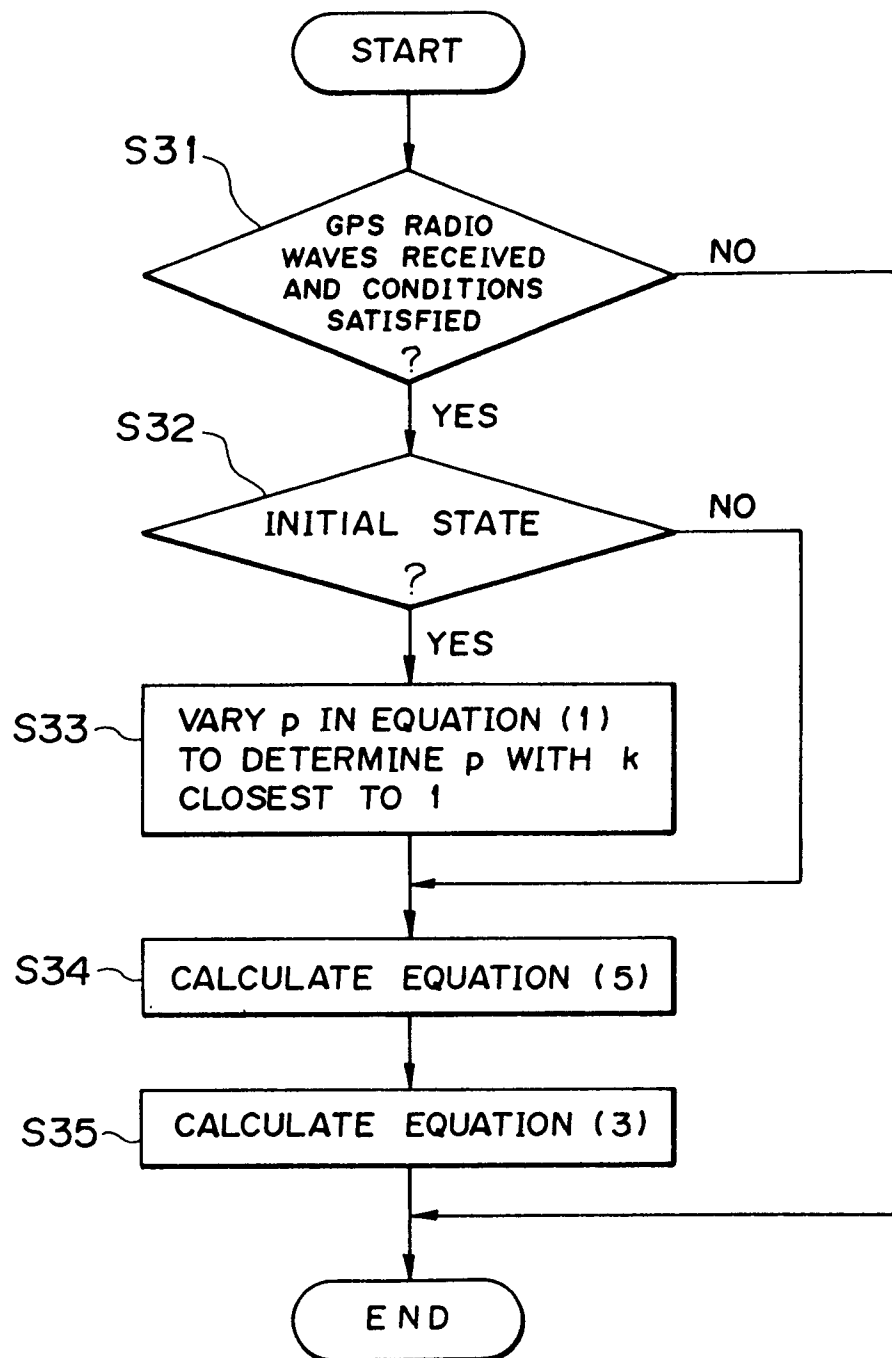 START
S31
GPS RADIO
WAVES RECEIVED
AND CONDITIONS
SATISFIED
?
NO
YES
S32
INITIAL STATE
?
NO
YES
S33
VARY p IN EQUATION (1)
TO DETERMINE p WITH k
CLOSEST TO 1
S34
CALCULATE EQUATION (5)
S35
CALCULATE EQUATION (3)
END